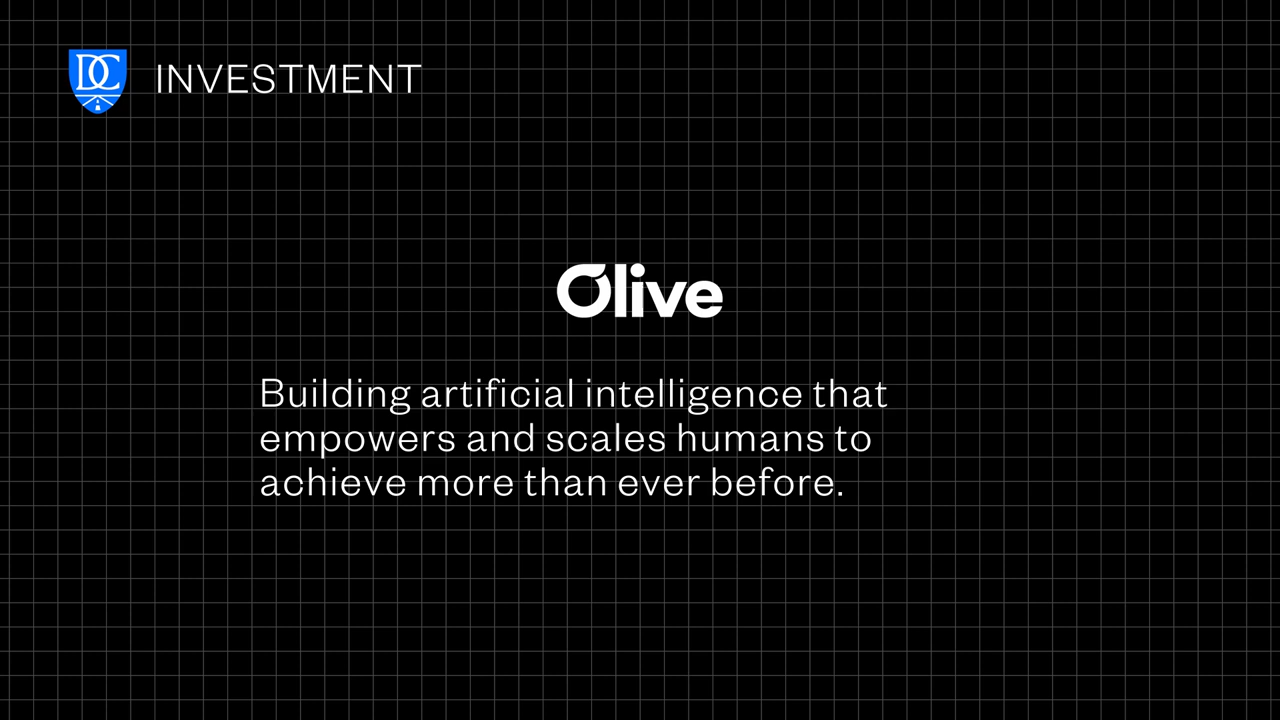 DC INVESTMENT
Olive
Building artificial intelligence that
empowers and scales humans to
achieve more than ever before.